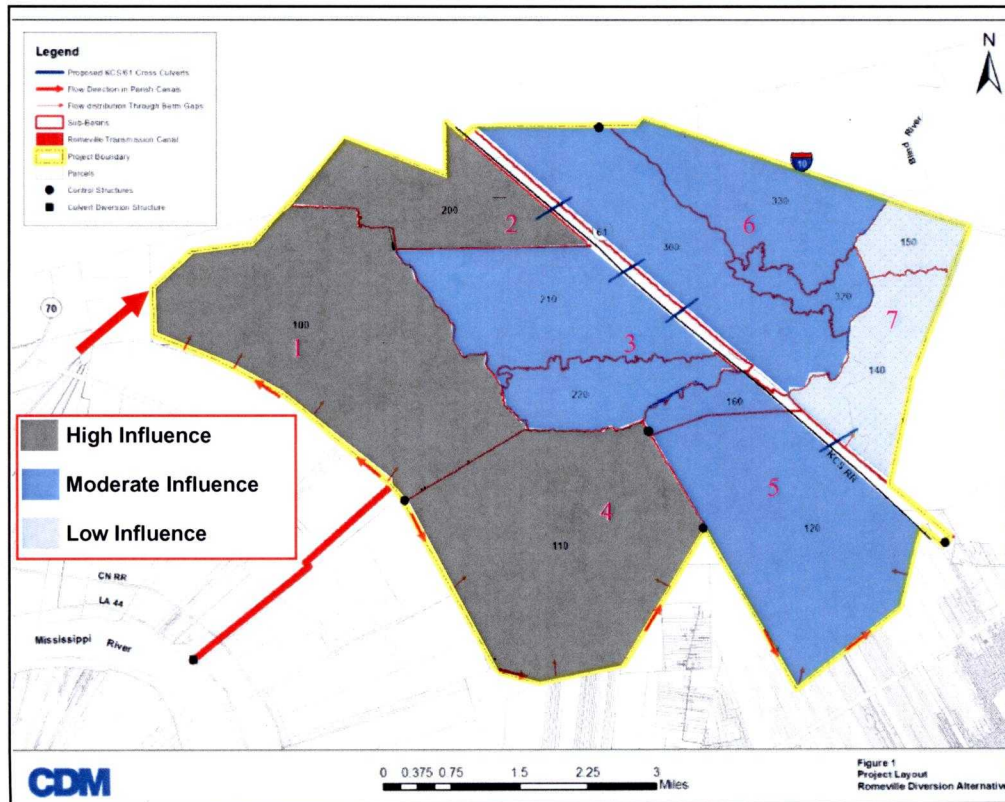 Legend
Proposed KCS/61 Cross Culverts
Flow Direction in Parish Canals
Flow distribution Through Berm Gaps
Sub-Basins
Romeville Transmission Canal
Project Boundary
Parcels
Control Structures
Culvert Diversion Structure
N
Blind River
10
330
6
200
2
61
300
150
70
210
320
7
100
1
3
140
220
160
High Influence
Moderate Influence
Low Influence
KCS RR
5
4
120
110
CN RR
LA 44
Mississippi River
CDM
0 0.375 0.75 1.5 2.25 3
Miles
Figure 1
Project Layout
Romeville Diversion Alternative